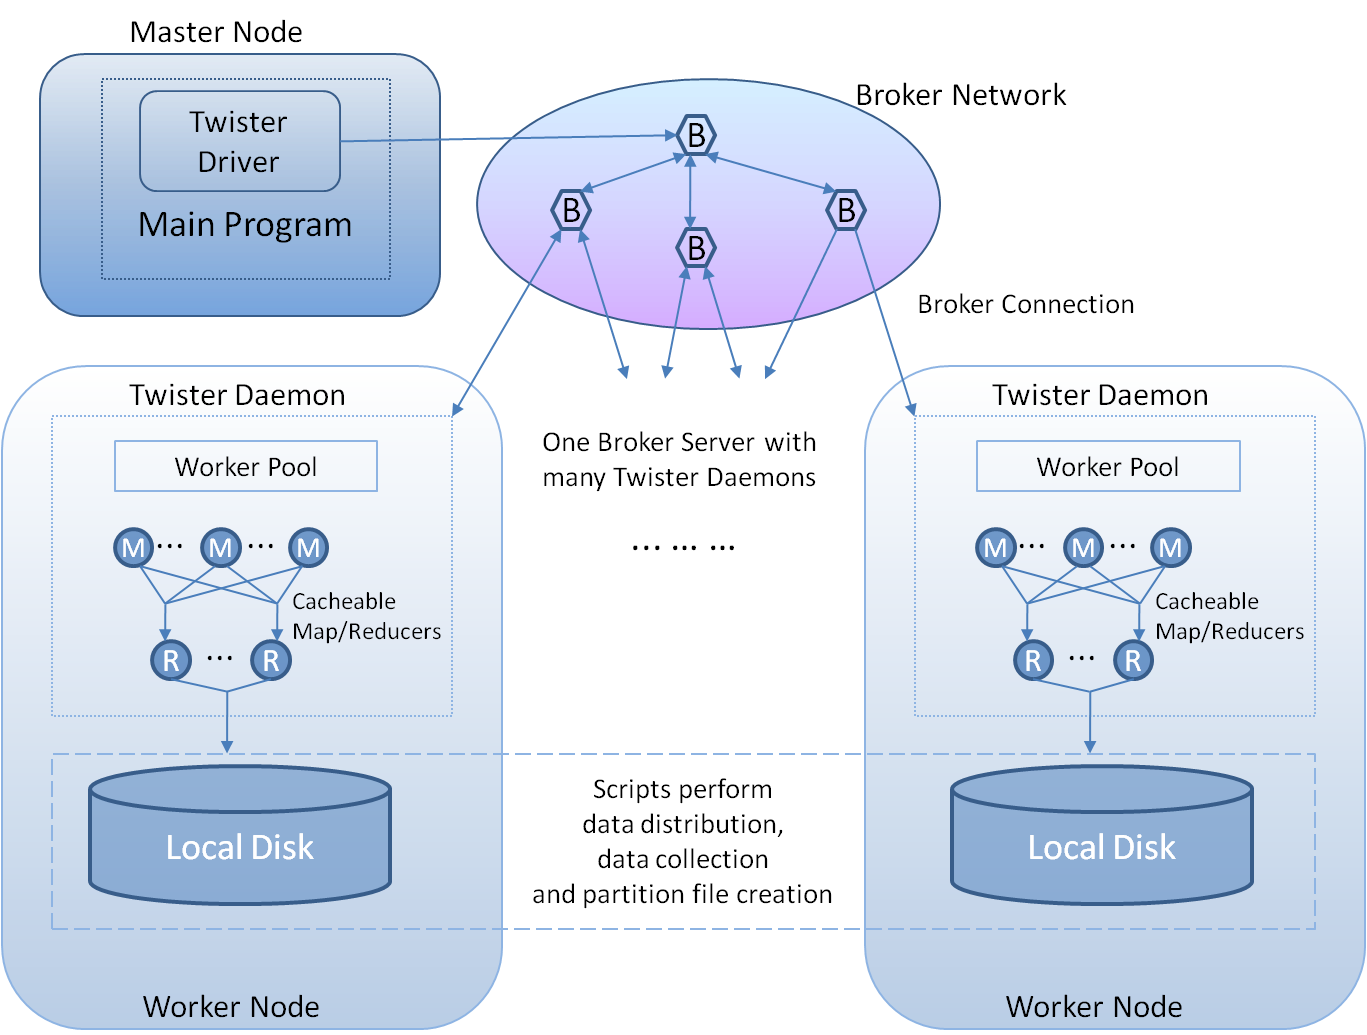 Master Node
Twister
Driver
Main Program
Broker Network
B
B
B
B
Broker Connection
Twister Daemon
Worker Pool
M ... M ... M
Cacheable
Map/Reducers
R ... R
Local Disk
Worker Node
One Broker Server with
many Twister Daemons
... ... ...
Scripts perform
data distribution,
data collection
and partition file creation
Twister Daemon
Worker Pool
M ... M ... M
Cacheable
Map/Reducers
R ... R
Local Disk
Worker Node